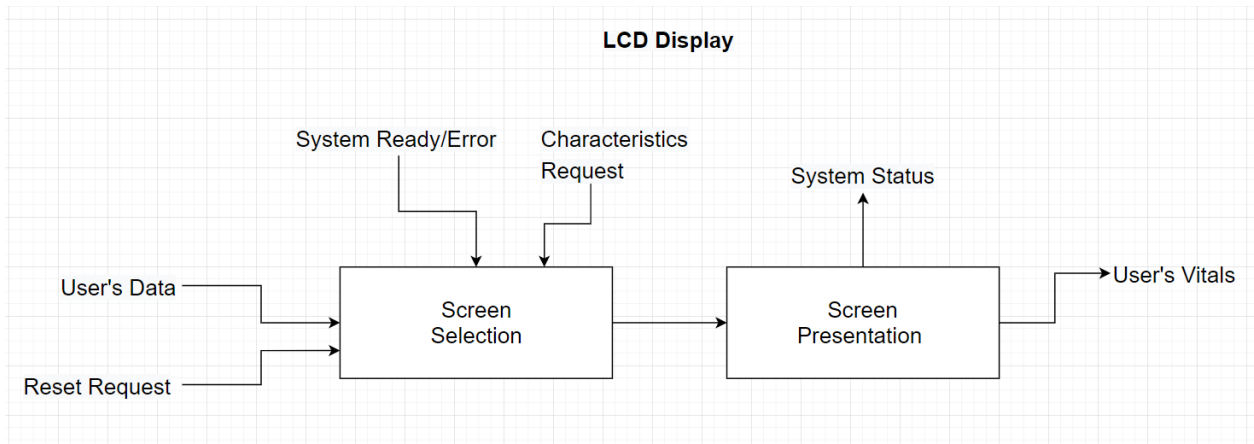 LCD Display
System Ready/Error
Characteristics
Request
System Status
User's Data
Screen
Selection
Screen
Presentation
User's Vitals
Reset Request